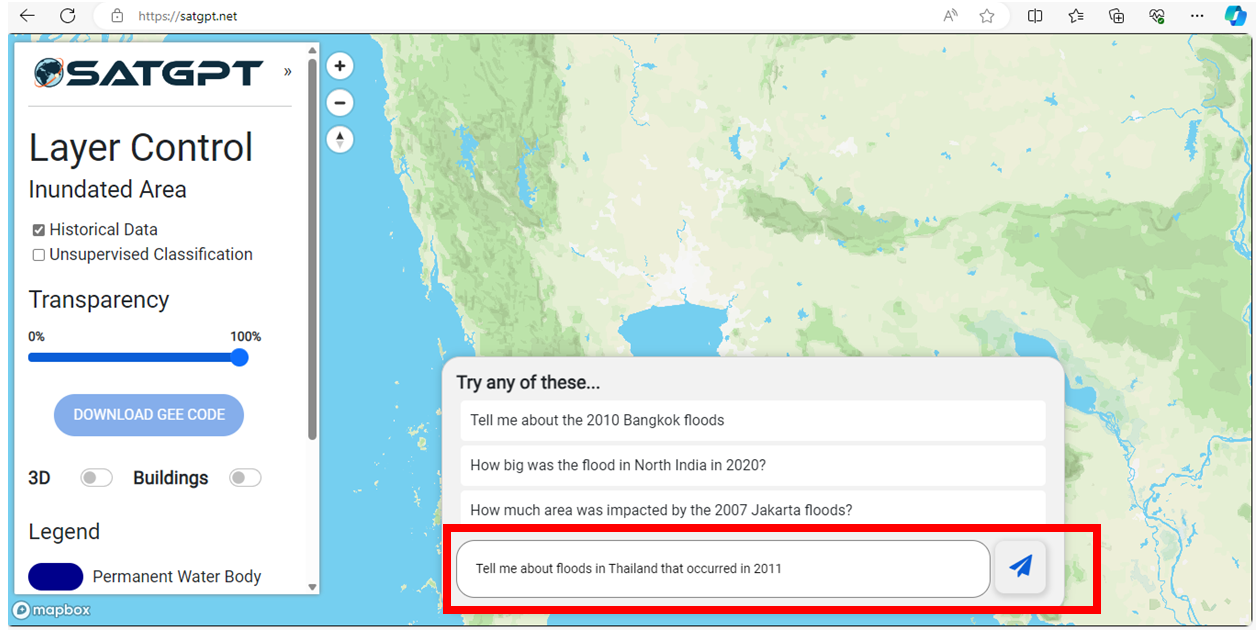 https://satgpt.net
SATGPT
»
Layer Control
Inundated Area
Historical Data
Unsupervised Classification
Transparency
0% 100%
DOWNLOAD GEE CODE
3D Buildings
Legend
Permanent Water Body
mapbox
Try any of these...
Tell me about the 2010 Bangkok floods
How big was the flood in North India in 2020?
How much area was impacted by the 2007 Jakarta floods?
Tell me about floods in Thailand that occurred in 2011